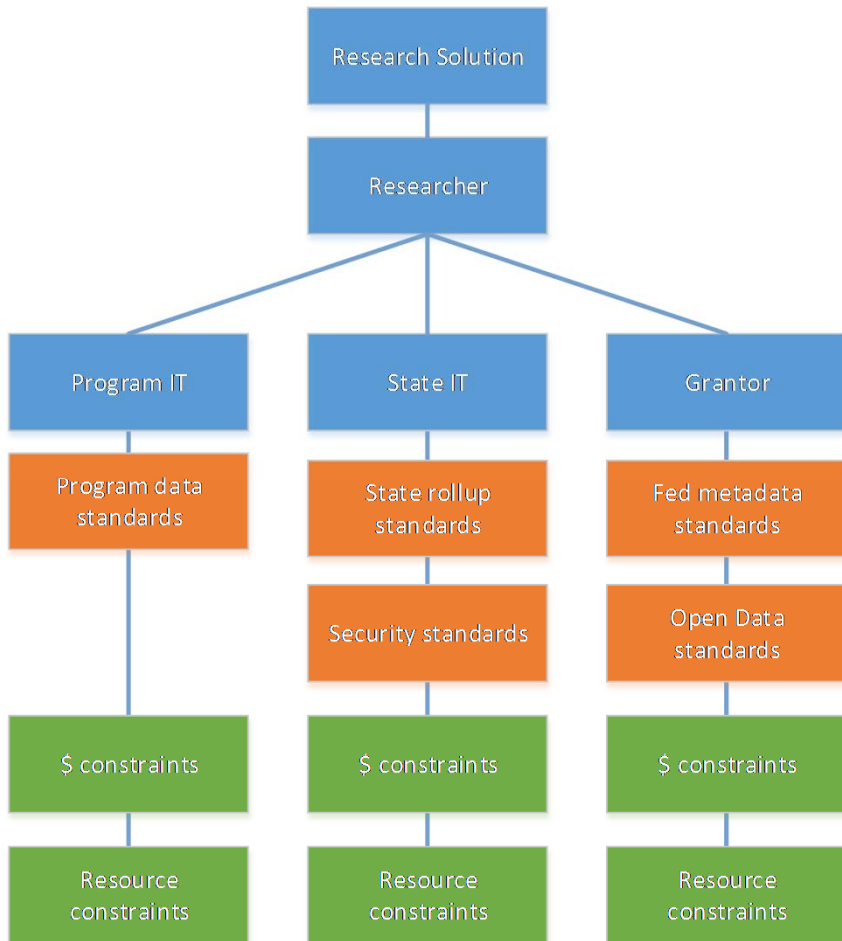 Research Solution
Researcher
Program IT
State IT
Grantor
Program data
standards
State rollup
standards
Fed metadata
standards
Security standards
Open Data
standards
$ constraints
$ constraints
$ constraints
Resource
constraints
Resource
constraints
Resource
constraints